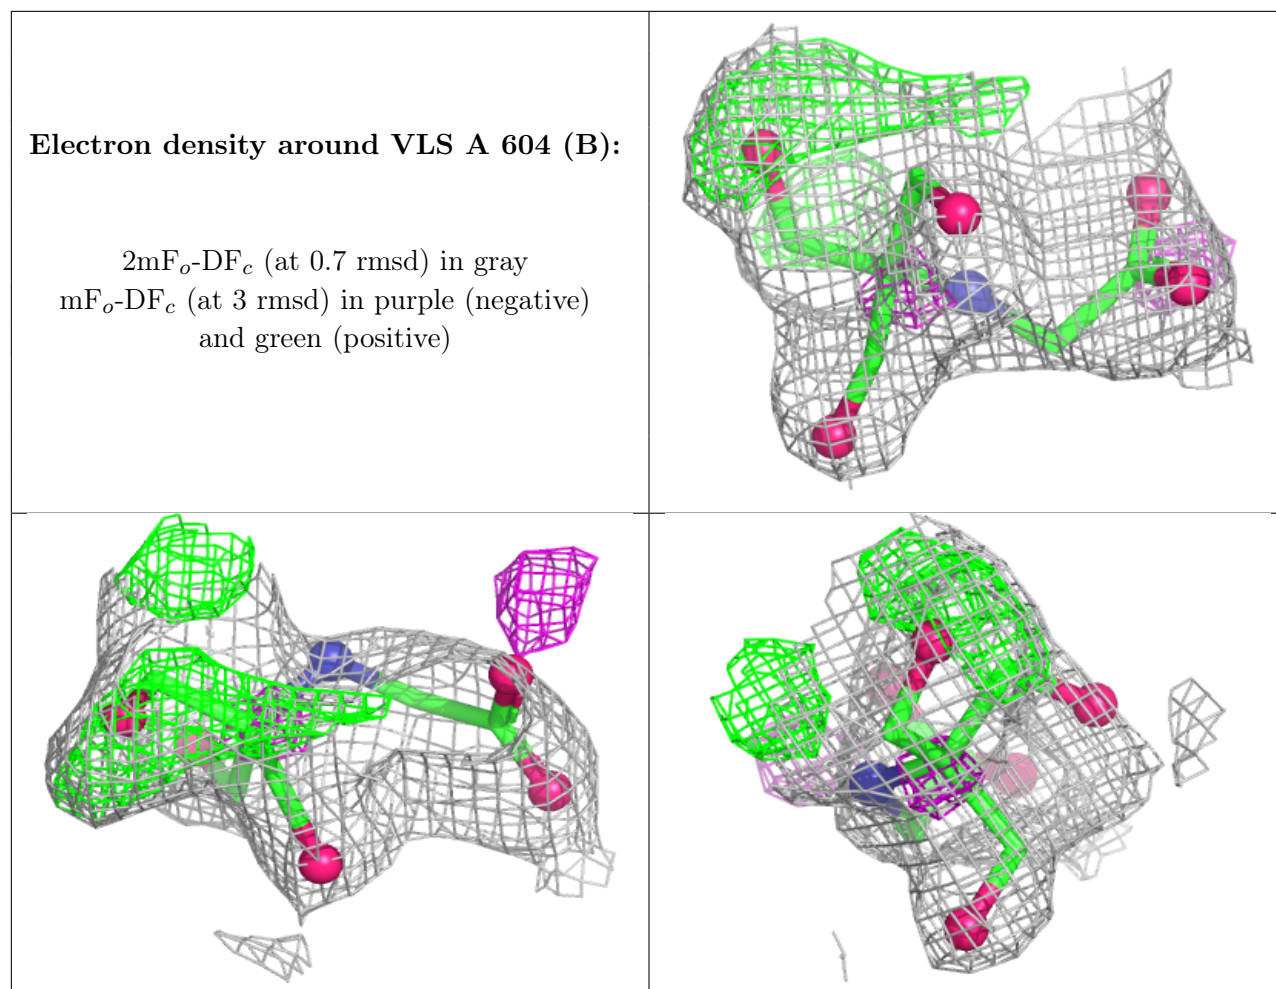 Electron density around VLS A 604 (B):
2mFo-DFc (at 0.7 rmsd) in gray
mFo-DFc (at 3 rmsd) in purple (negative)
and green (positive)